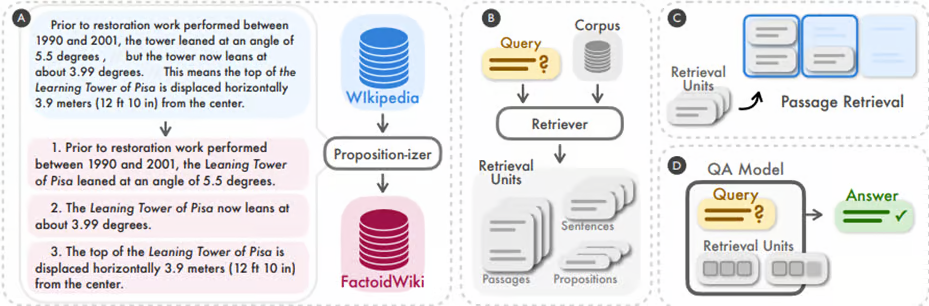 A
Prior to restoration work performed between
1990 and 2001, the tower leaned at an angle of
5.5 degrees , but the tower now leans at
about 3.99 degrees. This means the top of the
Learning Tower of Pisa is displaced horizontally
3.9 meters (12 ft 10 in) from the center.
1. Prior to restoration work performed
between 1990 and 2001, the Leaning Tower
of Pisa leaned at an angle of 5.5 degrees.
2. The Leaning Tower of Pisa now leans at
about 3.99 degrees.
3. The top of the Leaning Tower of Pisa is
displaced horizontally 3.9 meters (12 ft 10 in)
from the center.
WIkipedia
Proposition-izer
FactoidWiki
B
Query
?
Corpus
Retriever
Retrieval
Units
Passages
Sentences
Propositions
C
Retrieval
Units
Passage Retrieval
D
QA Model
Query
?
Retrieval Units
Answer